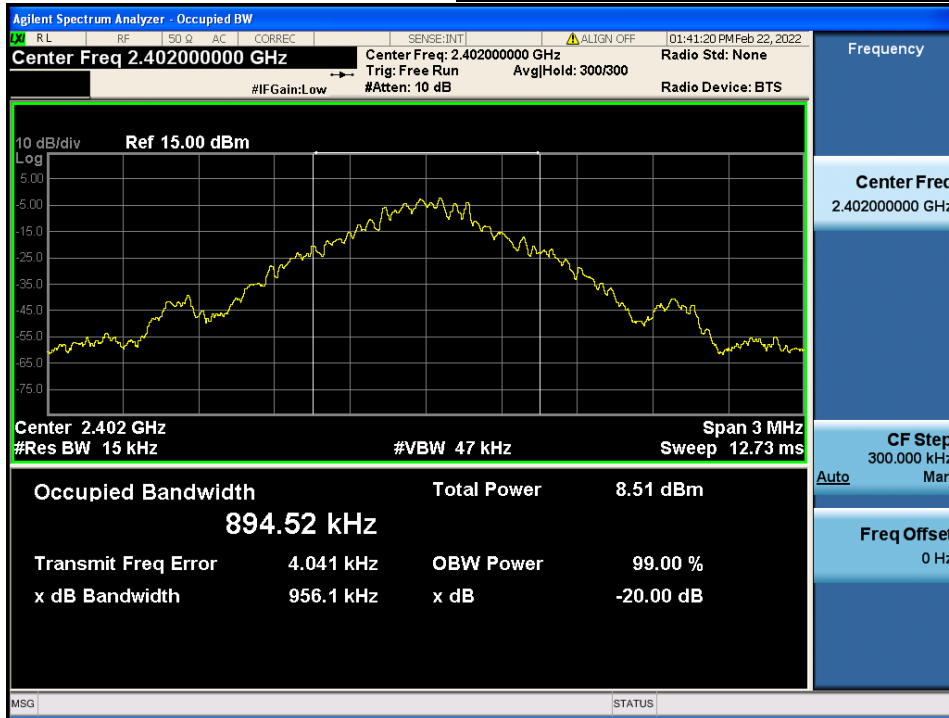 Agilent Spectrum Analyzer - Occupied BW
LXI RL RF 50 Ω AC CORREC SENSE:INT ALIGN OFF 01:41:20 PM Feb 22, 2022
Center Freq 2.402000000 GHz
Center Freq: 2.402000000 GHz Radio Std: None
Trig: Free Run Avg|Hold: 300/300
#IFGain:Low #Atten: 10 dB Radio Device: BTS
Frequency
10 dB/div Ref 15.00 dBm
Log
5.00
-5.00
-15.0
-25.0
-35.0
-45.0
-55.0
-65.0
-75.0
Center 2.402 GHz Span 3 MHz
#Res BW 15 kHz #VBW 47 kHz Sweep 12.73 ms
Occupied Bandwidth Total Power 8.51 dBm
894.52 kHz
Transmit Freq Error 4.041 kHz OBW Power 99.00 %
x dB Bandwidth 956.1 kHz x dB -20.00 dB
Center Freq
2.402000000 GHz
CF Step
300.000 kHz
Auto Man
Freq Offset
0 Hz
MSG STATUS